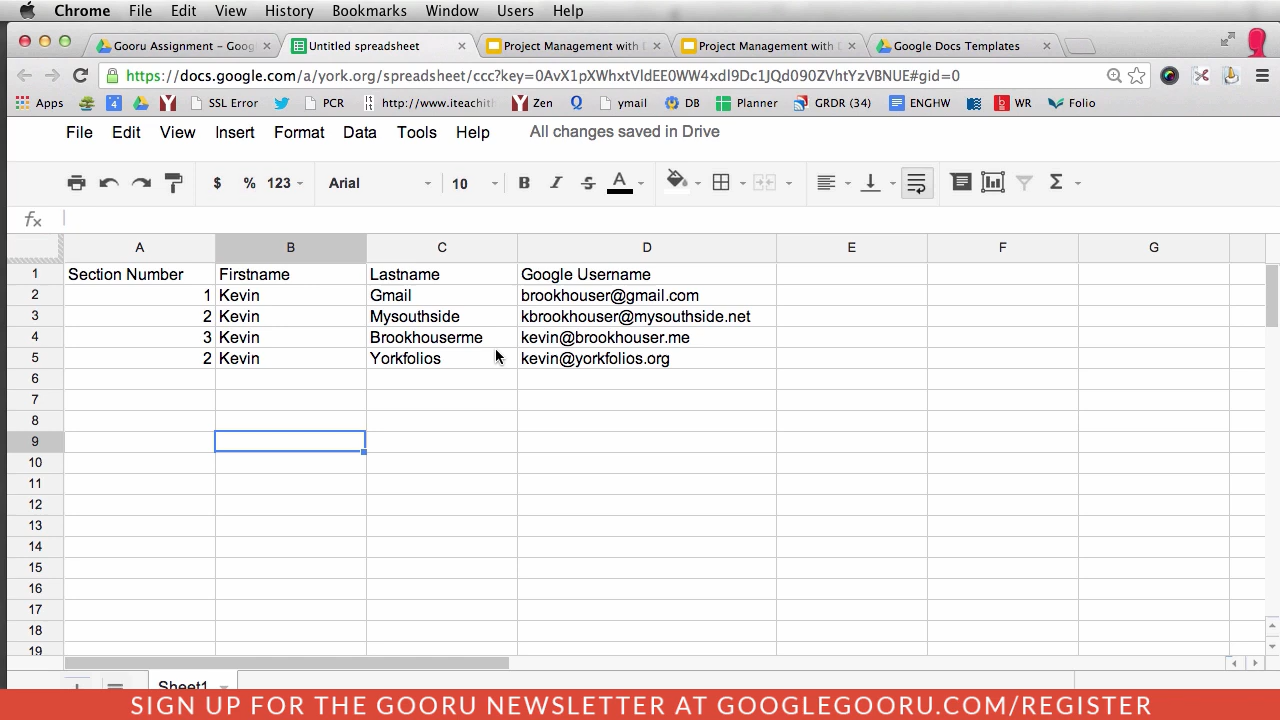 Chrome File Edit View History Bookmarks Window Users Help
Gooru Assignment – Goog Untitled spreadsheet Project Management with Project Management with Google Docs Templates
https://docs.google.com/a/york.org/spreadsheet/ccc?key=0AvX1pXWhxtVldEE0WW4xdl9Dc1JQd090ZVhtYzVBNUE#gid=0
Apps SSL Error PCR http://www.iteachith Zen ymail DB Planner DRDR (34) ENGHW WR Folio
File Edit View Insert Format Data Tools Help All changes saved in Drive
$ % 123 Arial 10 B I S A Σ
fx
A B C D E F G
1 Section Number Firstname Lastname Google Username
2 1 Kevin Gmail brookhouser@gmail.com
3 2 Kevin Mysouthside kbrookhouser@mysouthside.net
4 3 Kevin Brookhouserme kevin@brookhouser.me
5 2 Kevin Yorkfolios kevin@yorkfolios.org
6
7
8
9
10
11
12
13
14
15
16
17
18
19
Sheet1
SIGN UP FOR THE GOORU NEWSLETTER AT GOOGLEGOORU.COM/REGISTER